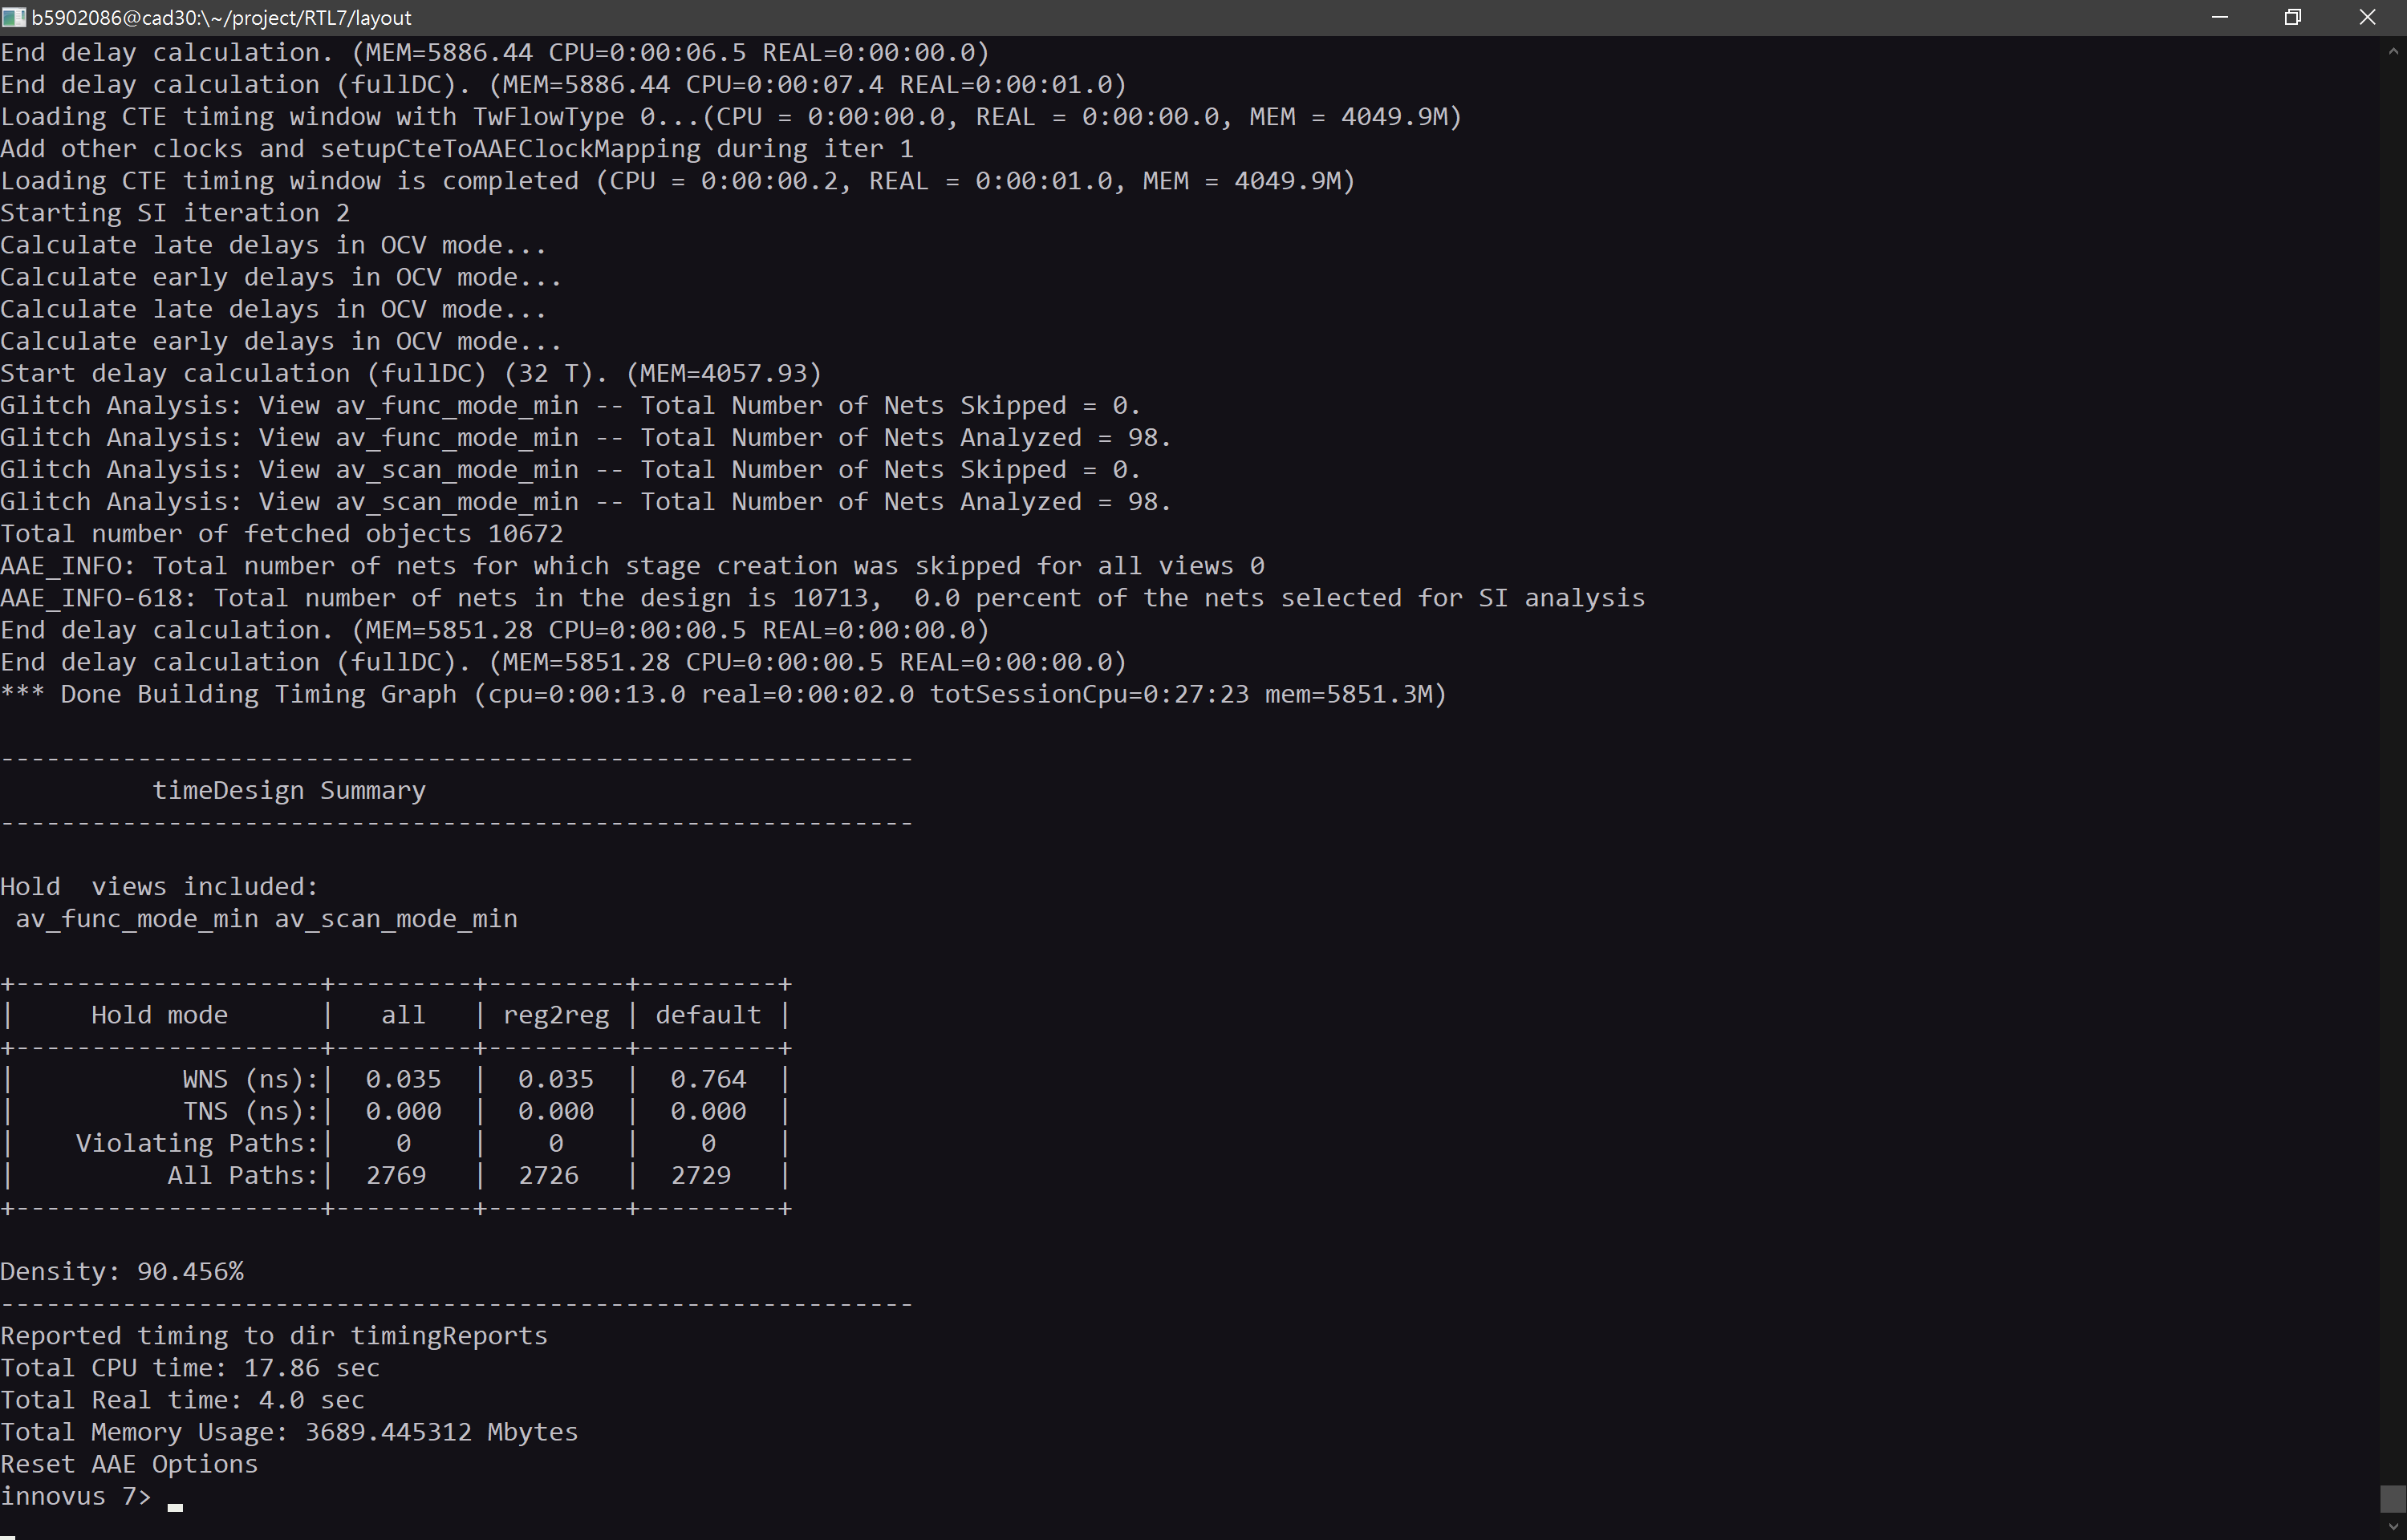 b5902086@cad30:\~/project/RTL7/layout
End delay calculation. (MEM=5886.44 CPU=0:00:06.5 REAL=0:00:00.0)
End delay calculation (fullDC). (MEM=5886.44 CPU=0:00:07.4 REAL=0:00:01.0)
Loading CTE timing window with TwFlowType 0...(CPU = 0:00:00.0, REAL = 0:00:00.0, MEM = 4049.9M)
Add other clocks and setupCteToAAEClockMapping during iter 1
Loading CTE timing window is completed (CPU = 0:00:00.2, REAL = 0:00:01.0, MEM = 4049.9M)
Starting SI iteration 2
Calculate late delays in OCV mode...
Calculate early delays in OCV mode...
Calculate late delays in OCV mode...
Calculate early delays in OCV mode...
Start delay calculation (fullDC) (32 T). (MEM=4057.93)
Glitch Analysis: View av_func_mode_min -- Total Number of Nets Skipped = 0.
Glitch Analysis: View av_func_mode_min -- Total Number of Nets Analyzed = 98.
Glitch Analysis: View av_scan_mode_min -- Total Number of Nets Skipped = 0.
Glitch Analysis: View av_scan_mode_min -- Total Number of Nets Analyzed = 98.
Total number of fetched objects 10672
AAE_INFO: Total number of nets for which stage creation was skipped for all views 0
AAE_INFO-618: Total number of nets in the design is 10713,  0.0 percent of the nets selected for SI analysis
End delay calculation. (MEM=5851.28 CPU=0:00:00.5 REAL=0:00:00.0)
End delay calculation (fullDC). (MEM=5851.28 CPU=0:00:00.5 REAL=0:00:00.0)
*** Done Building Timing Graph (cpu=0:00:13.0 real=0:00:02.0 totSessionCpu=0:27:23 mem=5851.3M)
------------------------------------------------------------
          timeDesign Summary
------------------------------------------------------------
Hold  views included:
 av_func_mode_min av_scan_mode_min
+--------------------+---------+---------+---------+
|     Hold mode      |   all   | reg2reg | default |
+--------------------+---------+---------+---------+
|           WNS (ns):|  0.035  |  0.035  |  0.764  |
|           TNS (ns):|  0.000  |  0.000  |  0.000  |
|    Violating Paths:|    0    |    0    |    0    |
|          All Paths:|  2769   |  2726   |  2729   |
+--------------------+---------+---------+---------+
Density: 90.456%
------------------------------------------------------------
Reported timing to dir timingReports
Total CPU time: 17.86 sec
Total Real time: 4.0 sec
Total Memory Usage: 3689.445312 Mbytes
Reset AAE Options
innovus 7>